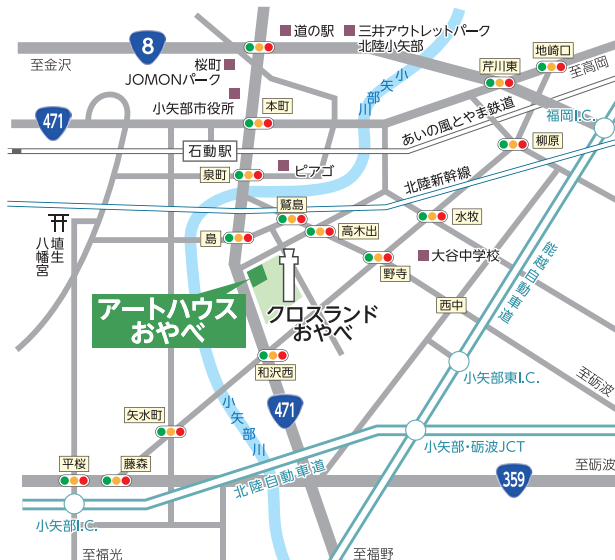 8
道の駅
三井アウトレットパーク
北陸小矢部
地崎口
至金沢
桜町
JOMONパーク
芹川東
至高岡
小矢部川
小矢部市役所
本町
471
あいの風とやま鉄道
福岡I.C.
石動駅
柳原
泉町
ピアゴ
北陸新幹線
鷲島
水牧
埴生
八幡宮
島
高木出
大谷中学校
野寺
能越自動車道
アートハウス
おやべ
クロスランド
おやべ
西中
和沢西
小矢部東I.C.
至砺波
小矢部川
471
矢水町
小矢部・砺波JCT
平桜
藤森
北陸自動車道
至砺波
359
小矢部I.C.
至福光
至福野